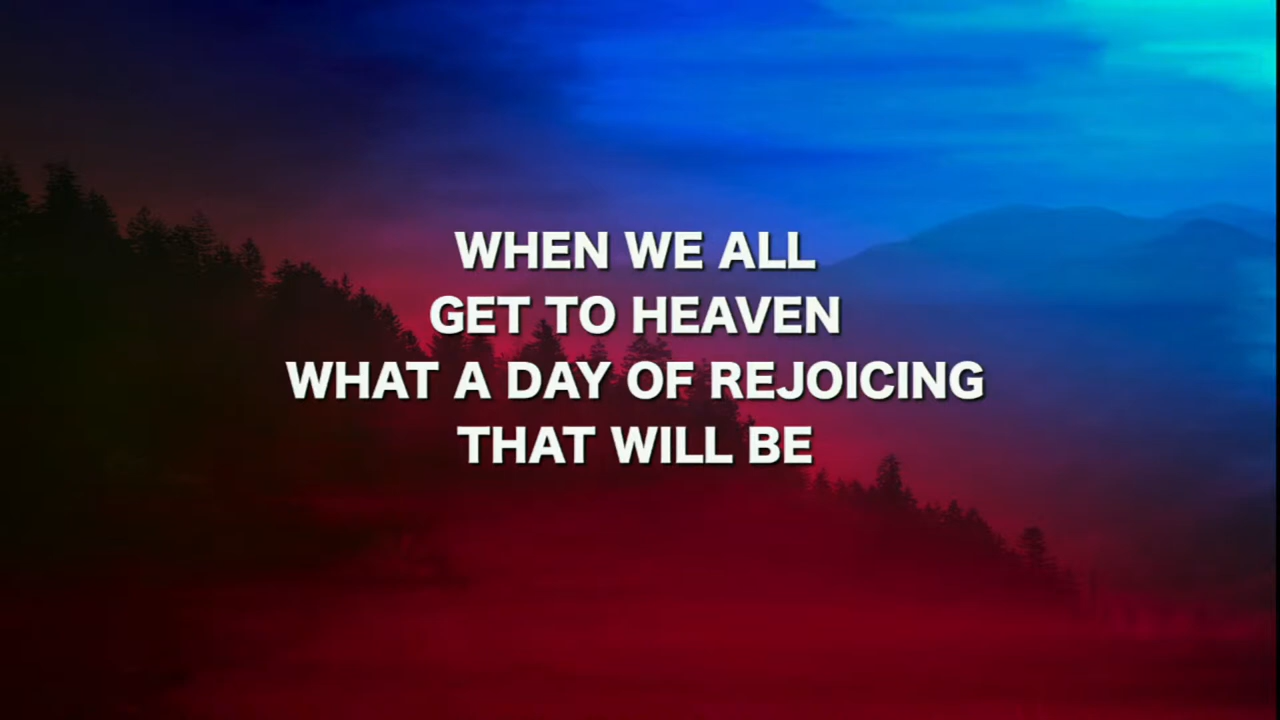 WHEN WE ALL
GET TO HEAVEN
WHAT A DAY OF REJOICING
THAT WILL BE